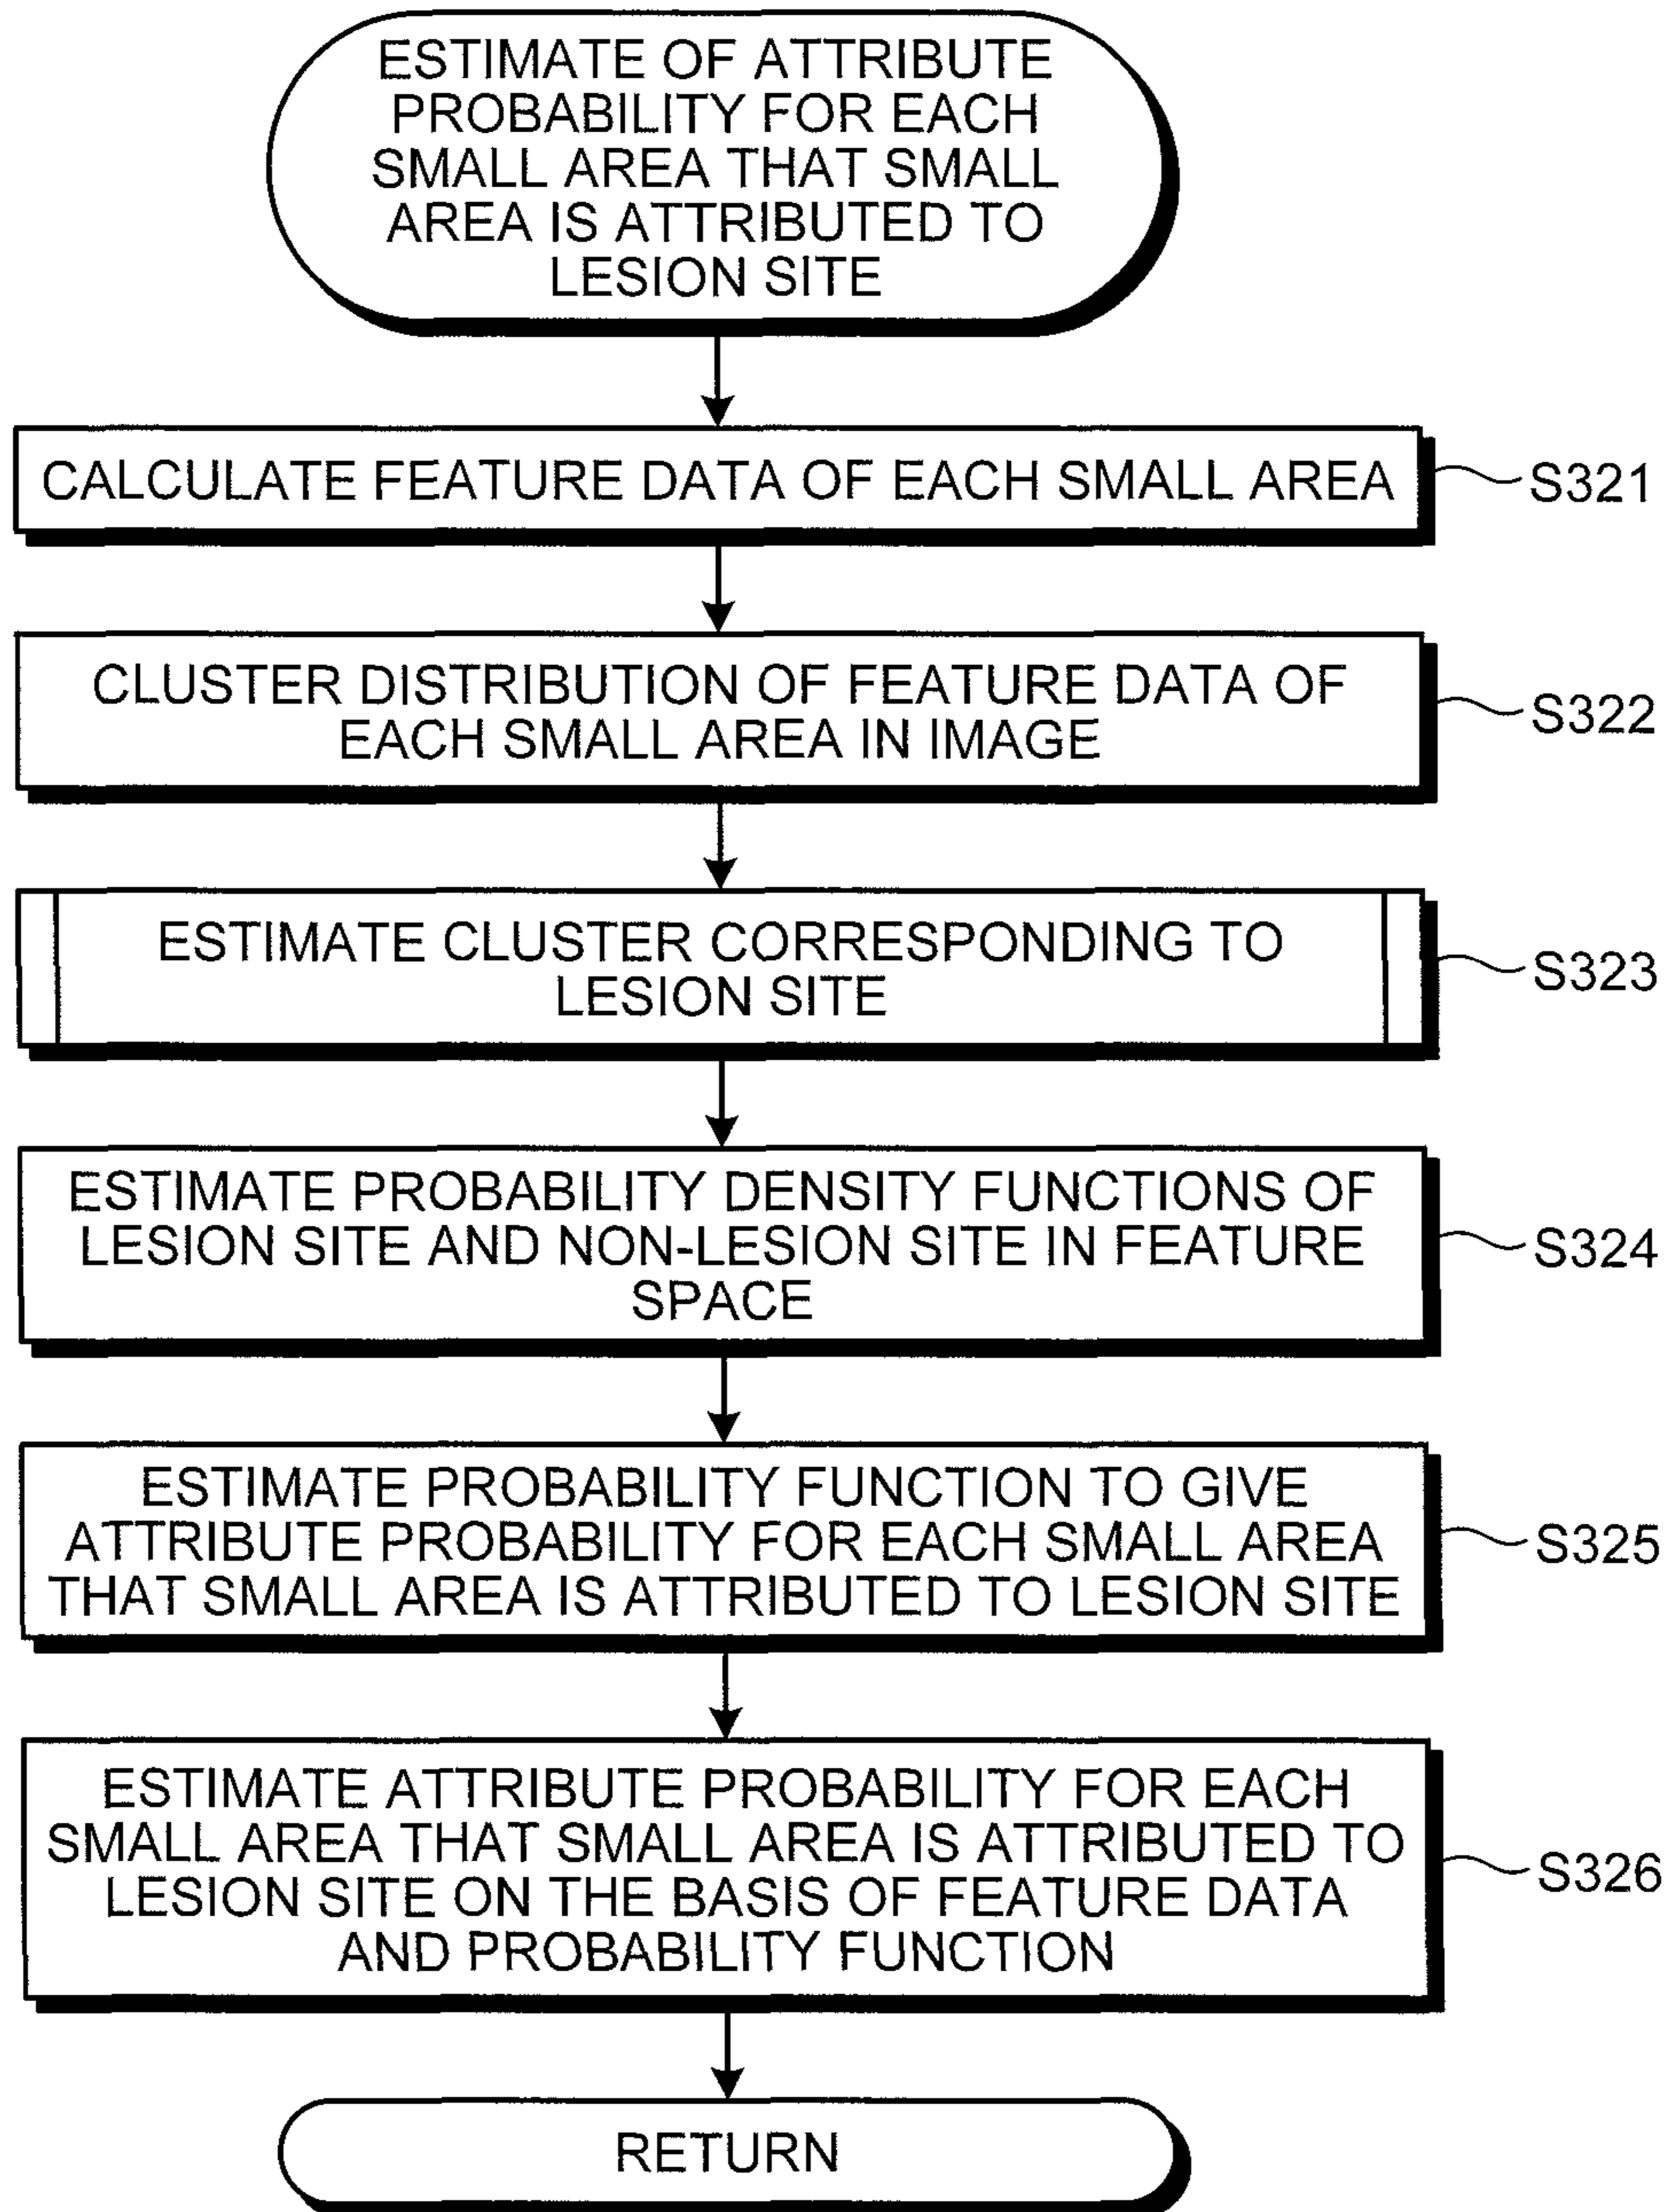 ESTIMATE OF ATTRIBUTE
PROBABILITY FOR EACH
SMALL AREA THAT SMALL
AREA IS ATTRIBUTED TO
LESION SITE
CALCULATE FEATURE DATA OF EACH SMALL AREA
S321
CLUSTER DISTRIBUTION OF FEATURE DATA OF
EACH SMALL AREA IN IMAGE
S322
ESTIMATE CLUSTER CORRESPONDING TO
LESION SITE
S323
ESTIMATE PROBABILITY DENSITY FUNCTIONS OF
LESION SITE AND NON-LESION SITE IN FEATURE
SPACE
S324
ESTIMATE PROBABILITY FUNCTION TO GIVE
ATTRIBUTE PROBABILITY FOR EACH SMALL AREA
THAT SMALL AREA IS ATTRIBUTED TO LESION SITE
S325
ESTIMATE ATTRIBUTE PROBABILITY FOR EACH
SMALL AREA THAT SMALL AREA IS ATTRIBUTED TO
LESION SITE ON THE BASIS OF FEATURE DATA
AND PROBABILITY FUNCTION
S326
RETURN